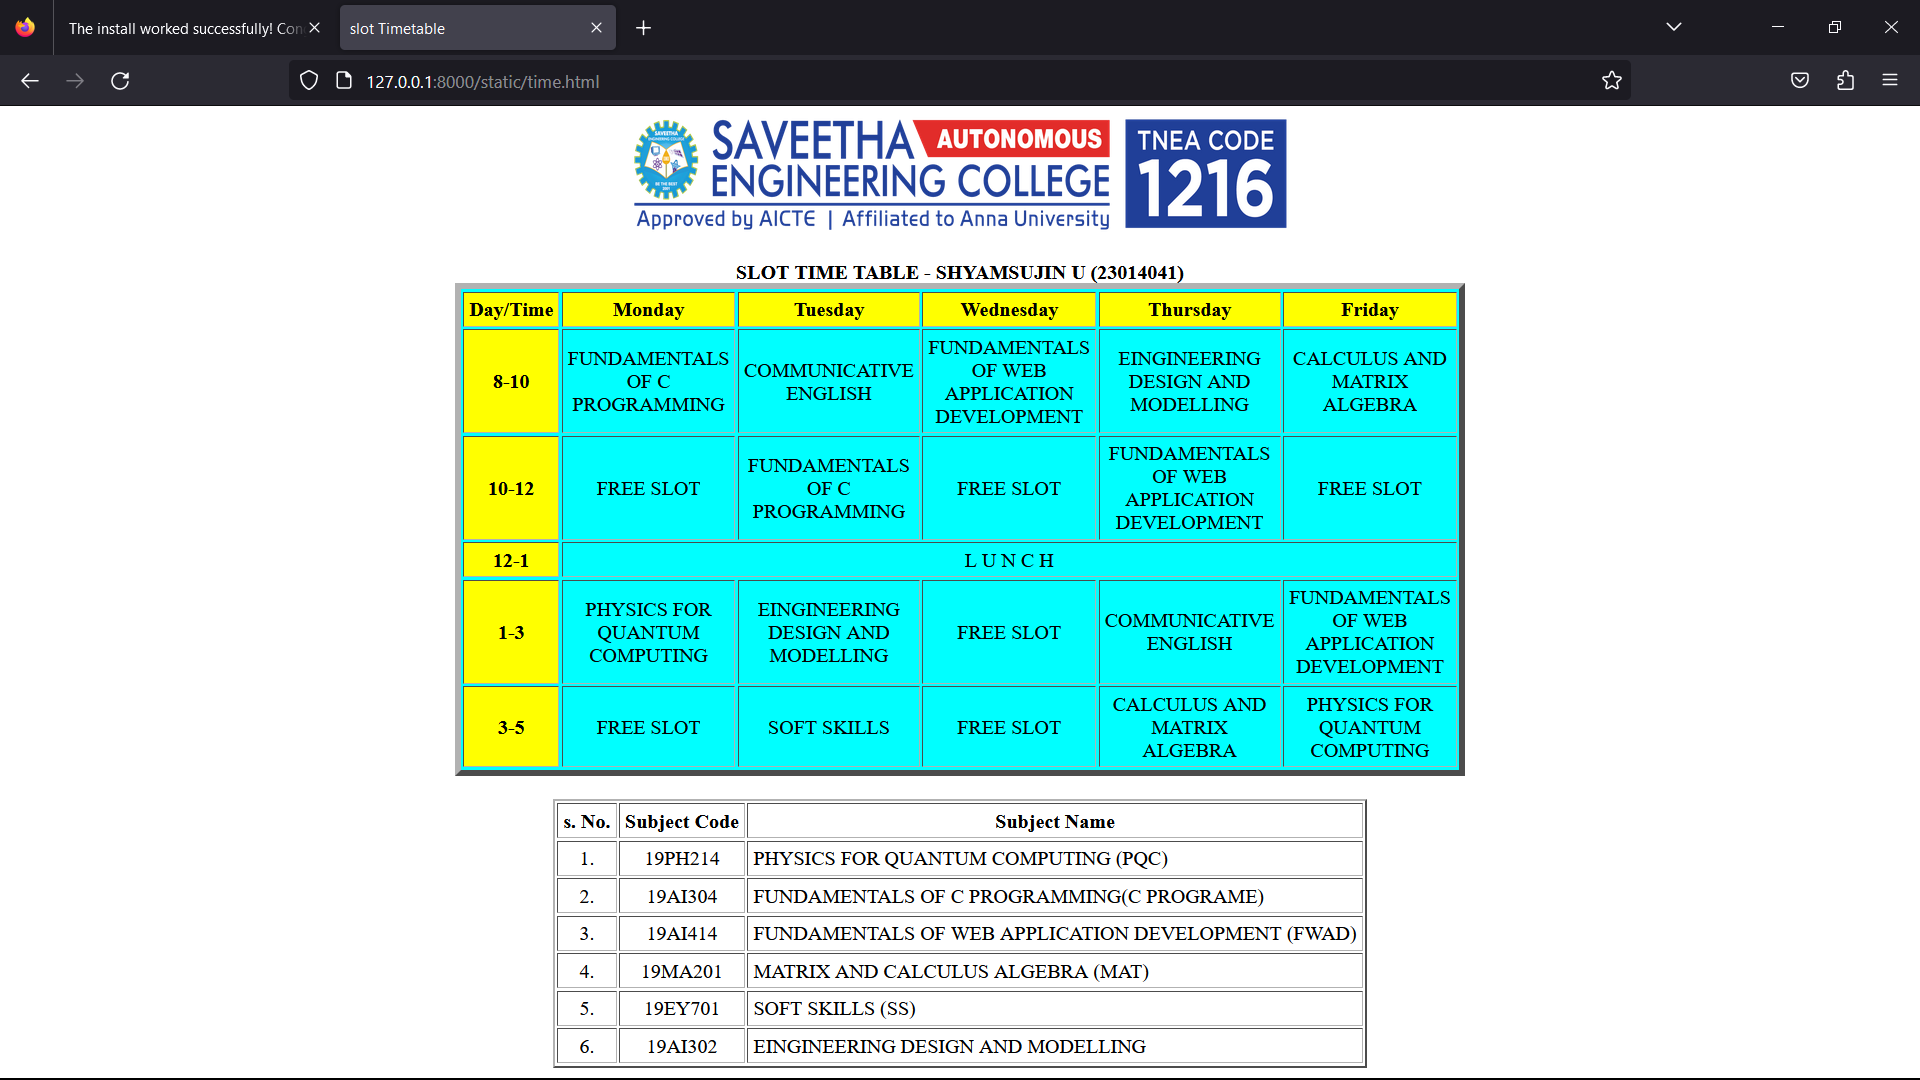 The install worked successfully! Con
slot Timetable
127.0.0.1:8000/static/time.html
SAVEETHA
ENGINEERING COLLEGE
BE THE BEST
SAVEETHA AUTONOMOUS
ENGINEERING COLLEGE
Approved by AICTE | Affiliated to Anna University
TNEA CODE
1216
SLOT TIME TABLE - SHYAMSUJIN U (23014041)
Day/Time Monday Tuesday Wednesday Thursday Friday
8-10
FUNDAMENTALS
OF C
PROGRAMMING
COMMUNICATIVE
ENGLISH
FUNDAMENTALS
OF WEB
APPLICATION
DEVELOPMENT
EINGINEERING
DESIGN AND
MODELLING
CALCULUS AND
MATRIX
ALGEBRA
10-12
FREE SLOT
FUNDAMENTALS
OF C
PROGRAMMING
FREE SLOT
FUNDAMENTALS
OF WEB
APPLICATION
DEVELOPMENT
FREE SLOT
12-1
L U N C H
1-3
PHYSICS FOR
QUANTUM
COMPUTING
EINGINEERING
DESIGN AND
MODELLING
FREE SLOT
COMMUNICATIVE
ENGLISH
FUNDAMENTALS
OF WEB
APPLICATION
DEVELOPMENT
3-5
FREE SLOT
SOFT SKILLS
FREE SLOT
CALCULUS AND
MATRIX
ALGEBRA
PHYSICS FOR
QUANTUM
COMPUTING
s. No. Subject Code Subject Name
1. 19PH214 PHYSICS FOR QUANTUM COMPUTING (PQC)
2. 19AI304 FUNDAMENTALS OF C PROGRAMMING(C PROGRAME)
3. 19AI414 FUNDAMENTALS OF WEB APPLICATION DEVELOPMENT (FWAD)
4. 19MA201 MATRIX AND CALCULUS ALGEBRA (MAT)
5. 19EY701 SOFT SKILLS (SS)
6. 19AI302 EINGINEERING DESIGN AND MODELLING